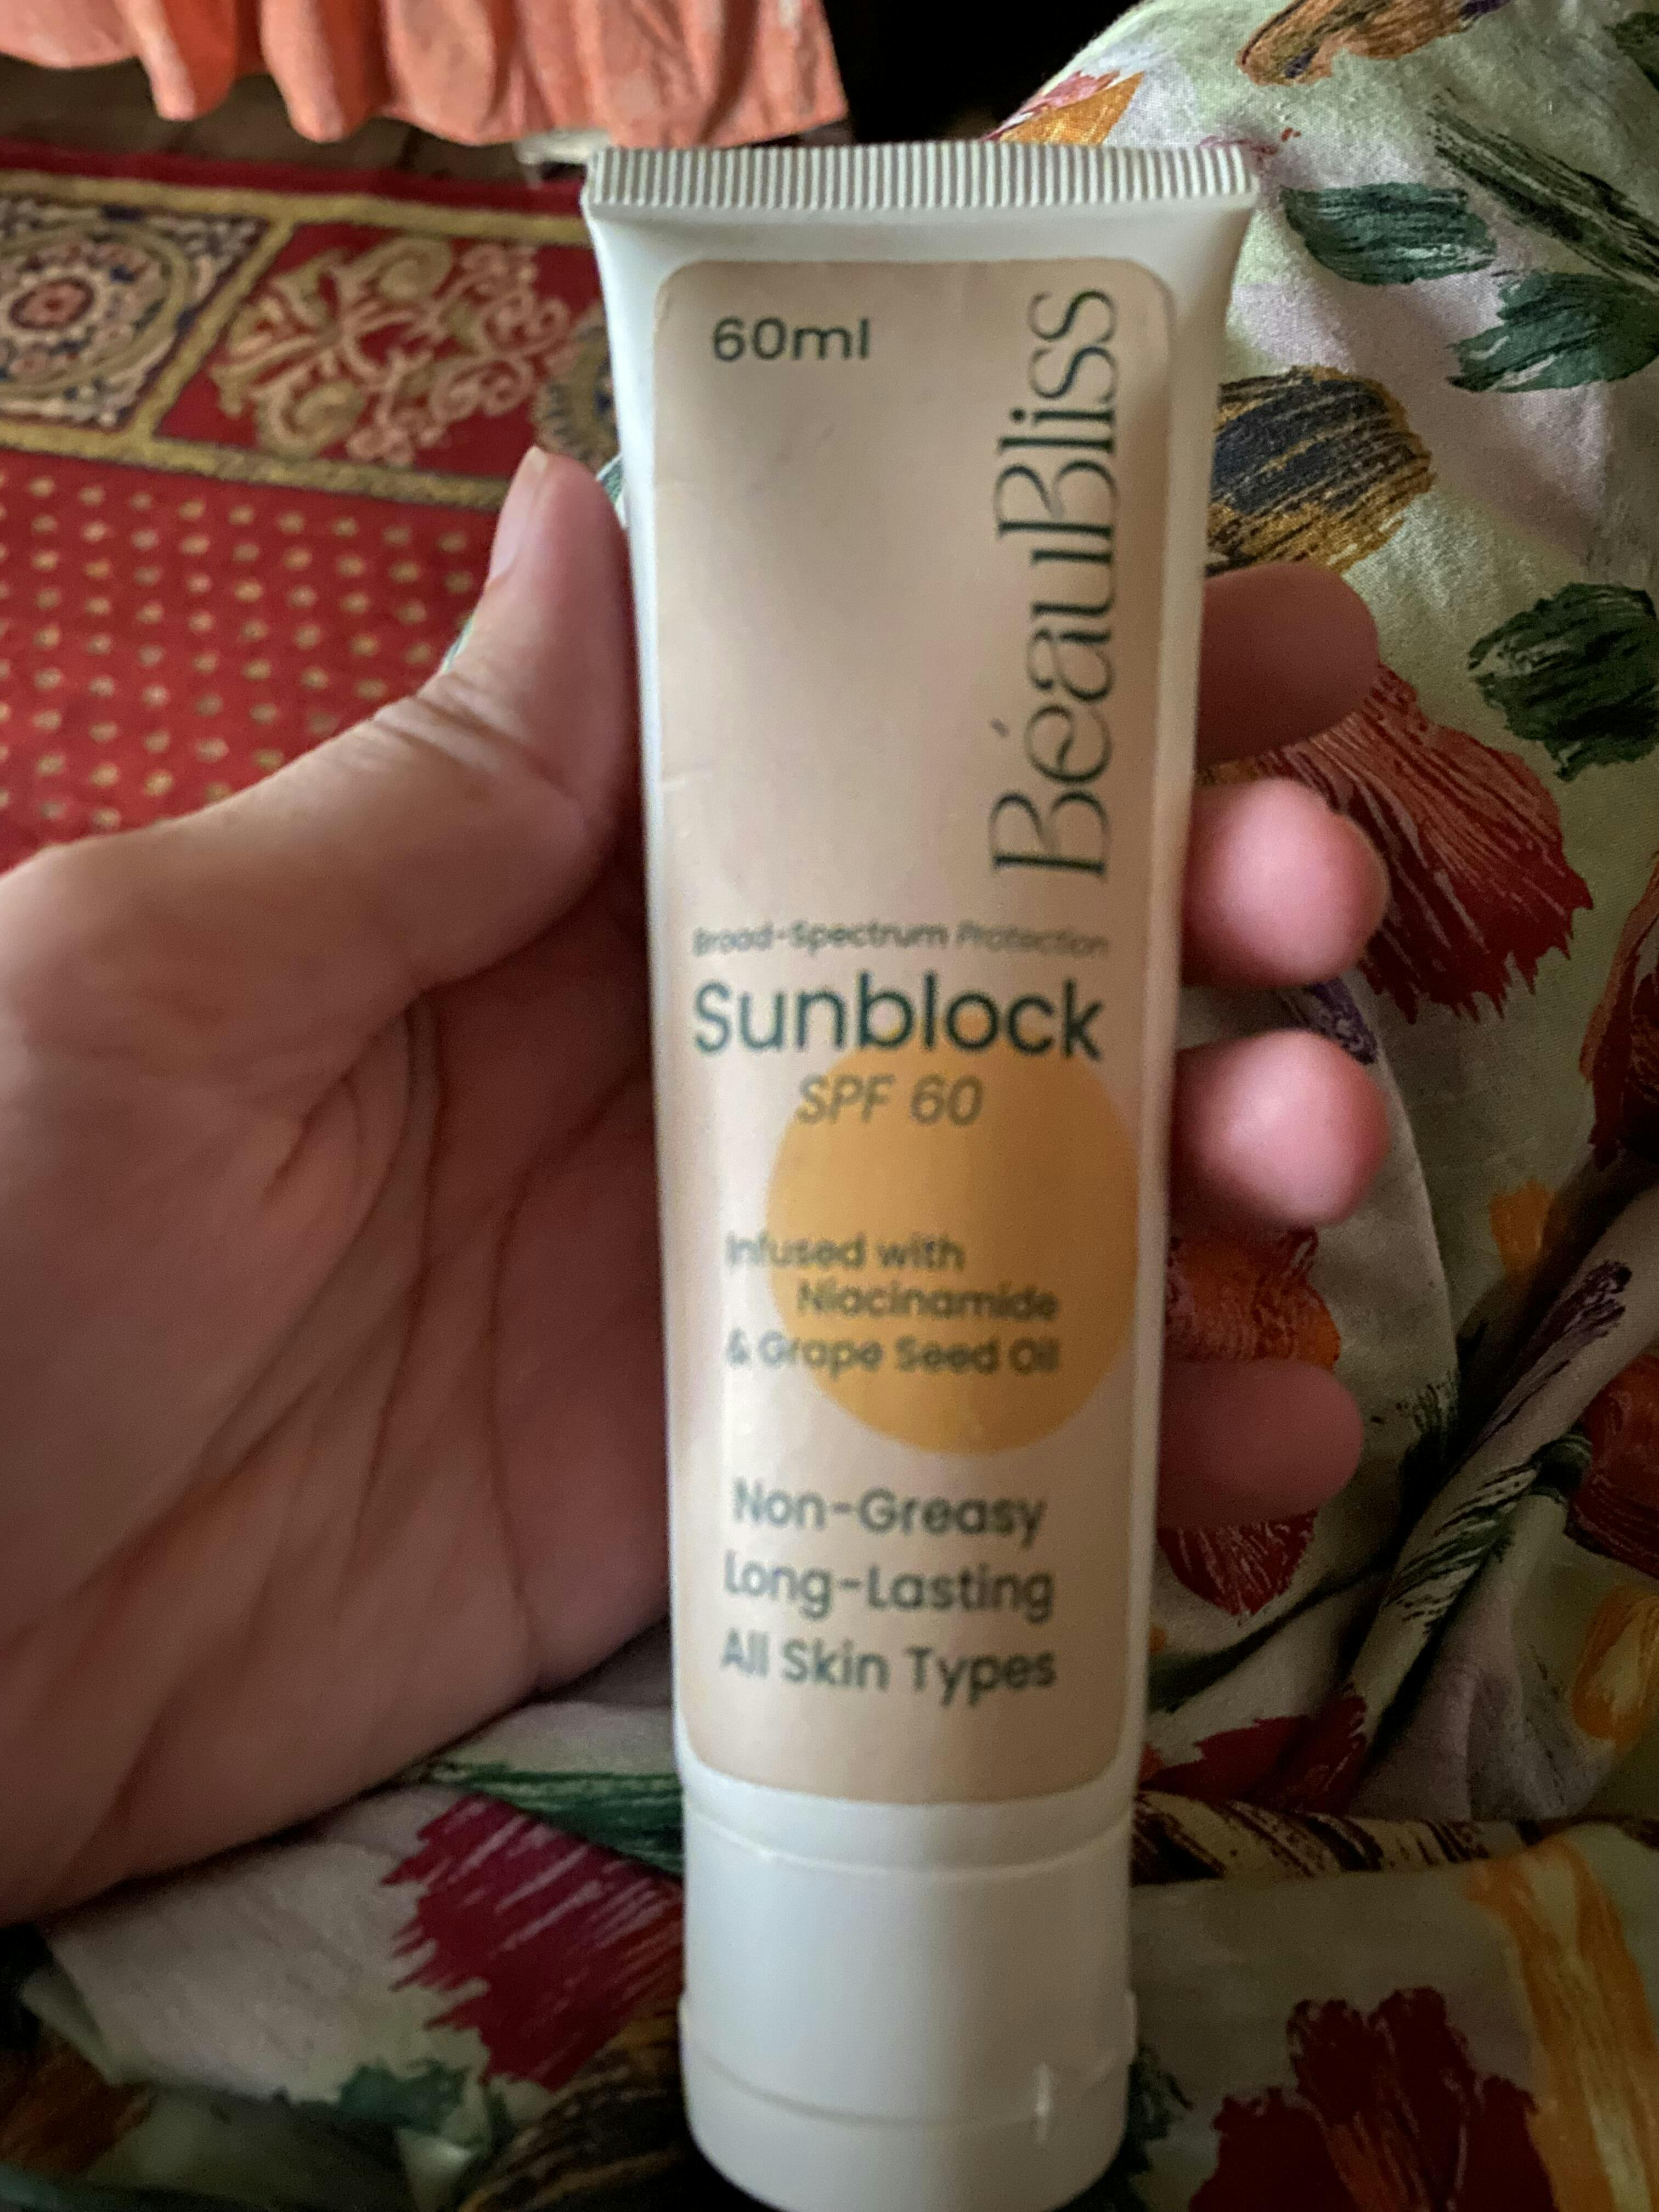 60ml
BéauBliss
Broad-Spectrum Protection
Sunblock
SPF 60
Infused with
Niacinamide
& Grape Seed Oil
Non-Greasy
Long-Lasting
All Skin Types